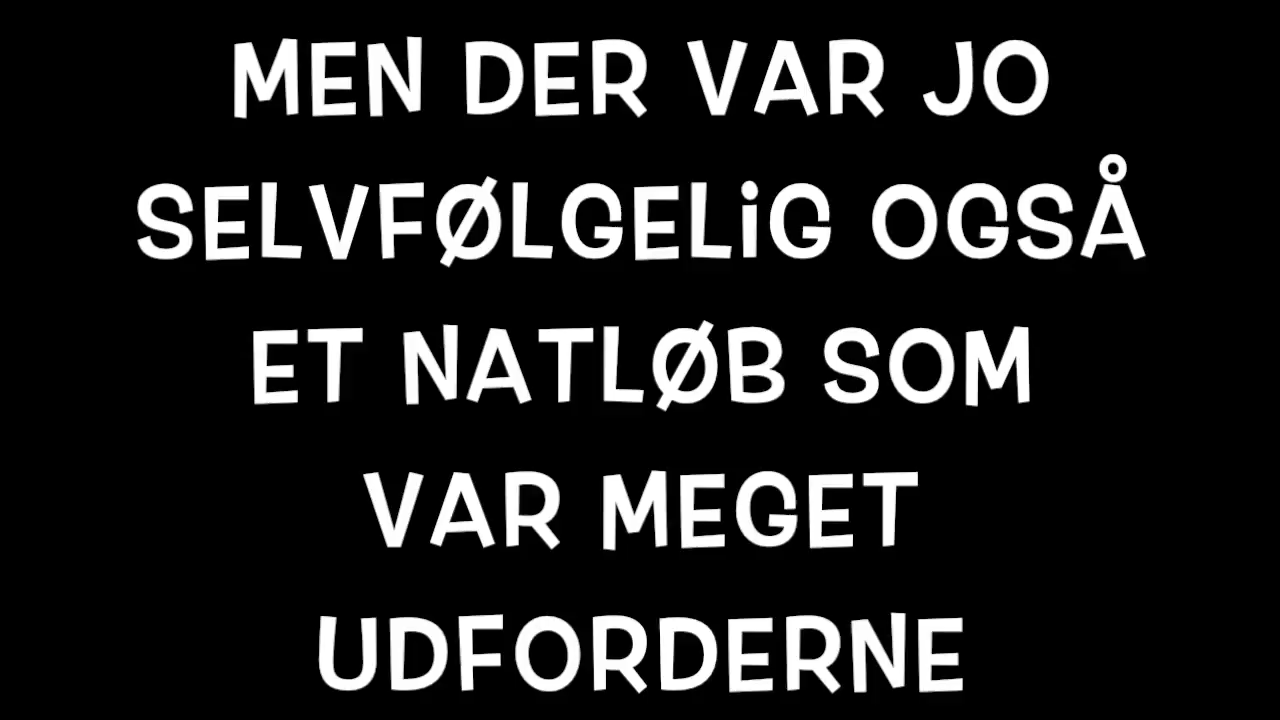 MEN DER VAR JO
SELVFØLGELiG OGSÅ
ET NATLØB SOM
VAR MEGET
UDFORDERNE